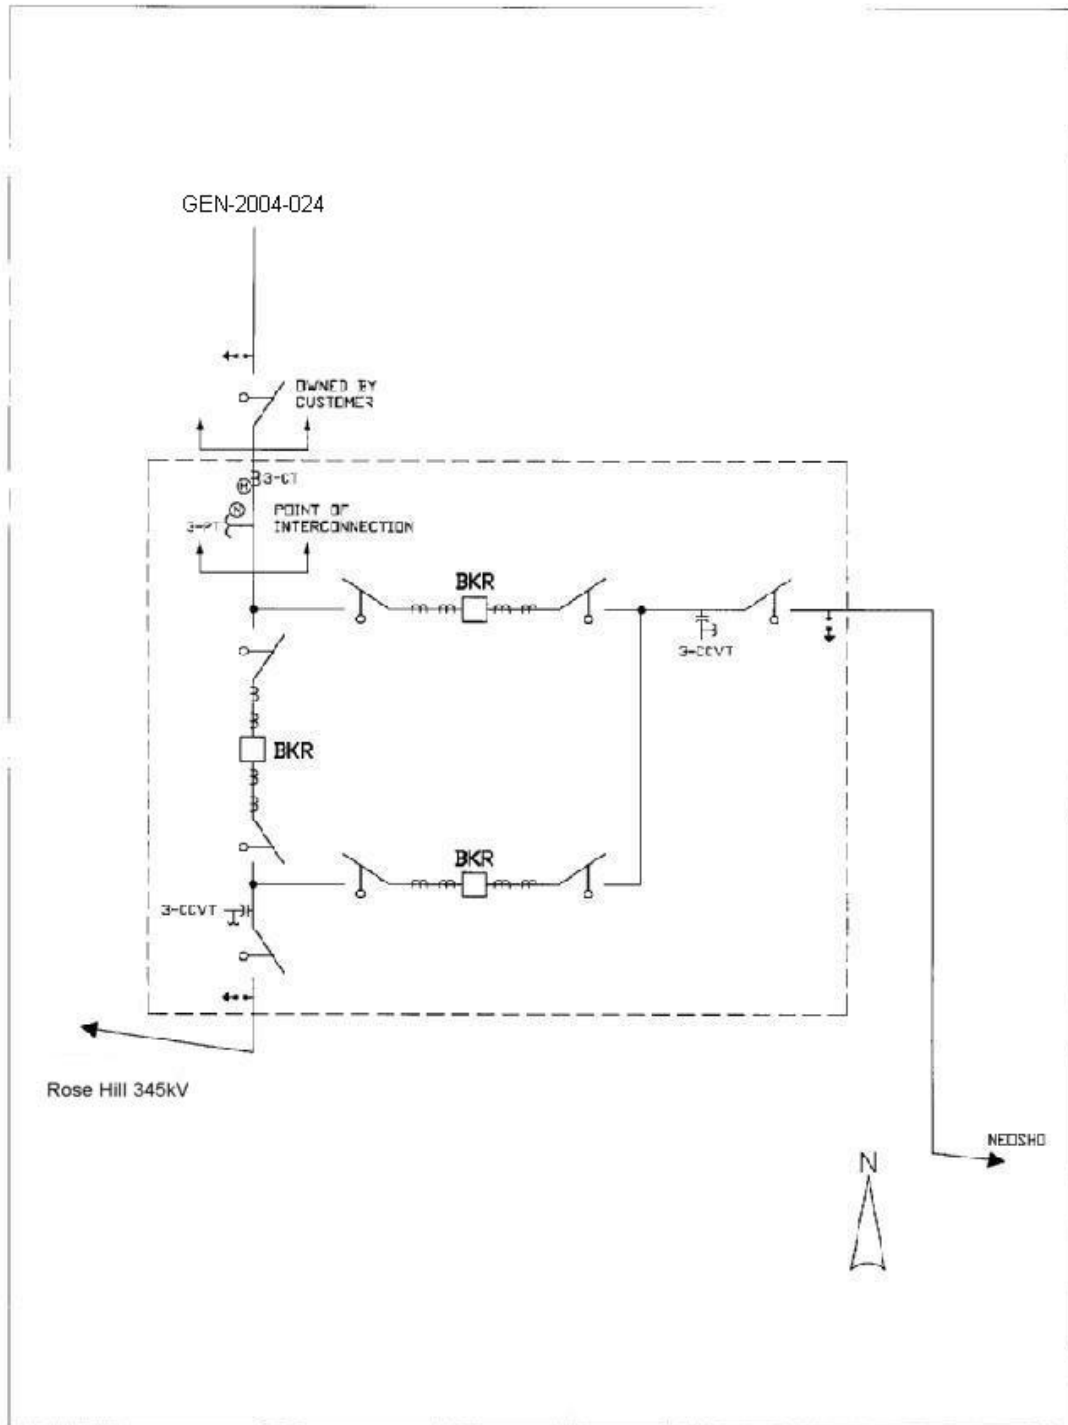 GEN-2004-024
OWNED BY
CUSTOMER
3-CT
M
POINT OF
3-PT
INTERCONNECTION
BKR
3-CCVT
BKR
BKR
3-CCVT
Rose Hill 345kV
NEOSHO
N